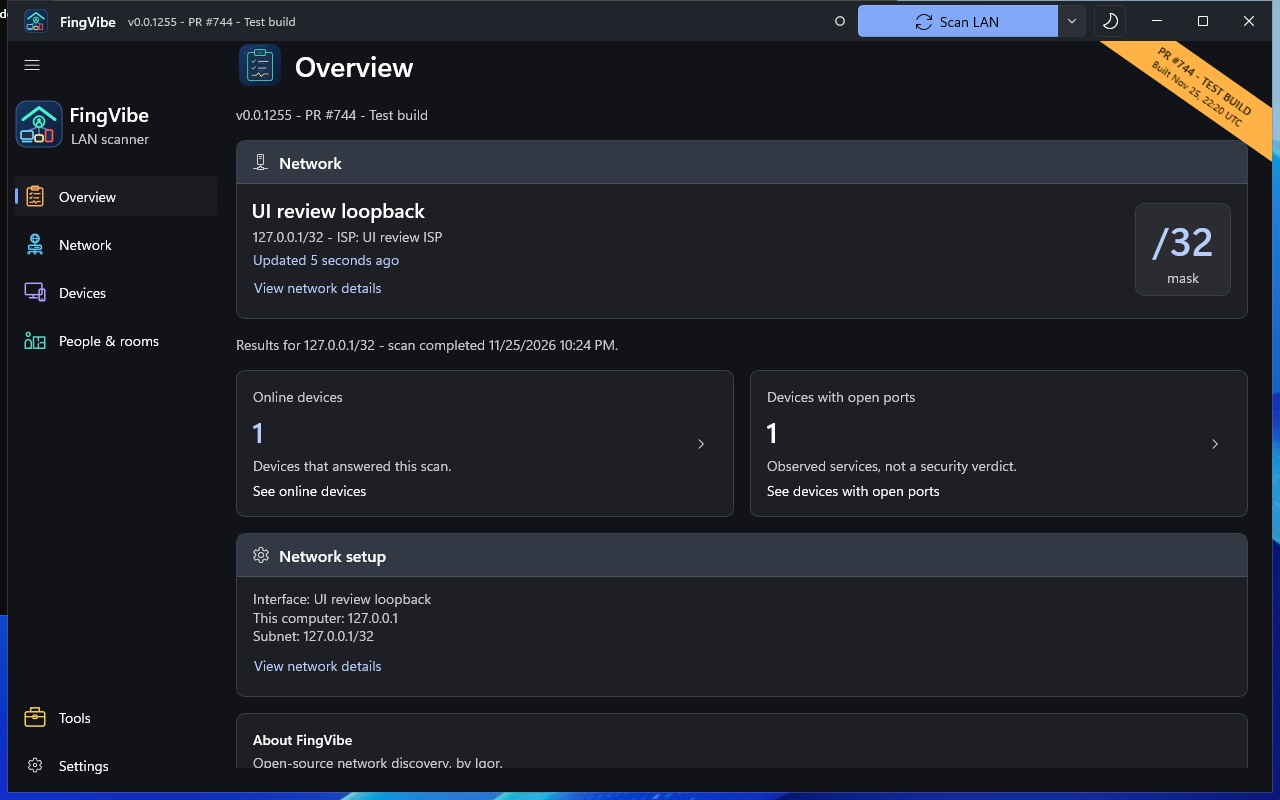 FingVibe
v0.0.1255 - PR #744 - Test build
Scan LAN
PR #744 - TEST BUILD
Built Nov 25, 22:20 UTC
FingVibe
LAN scanner
Overview
Network
Devices
People & rooms
Tools
Settings
Overview
v0.0.1255 - PR #744 - Test build
Network
UI review loopback
127.0.0.1/32 - ISP: UI review ISP
Updated 5 seconds ago
View network details
/32
mask
Results for 127.0.0.1/32 - scan completed 11/25/2026 10:24 PM.
Online devices
1
Devices that answered this scan.
See online devices
Devices with open ports
1
Observed services, not a security verdict.
See devices with open ports
Network setup
Interface: UI review loopback
This computer: 127.0.0.1
Subnet: 127.0.0.1/32
View network details
About FingVibe
Open-source network discovery, by Igor.